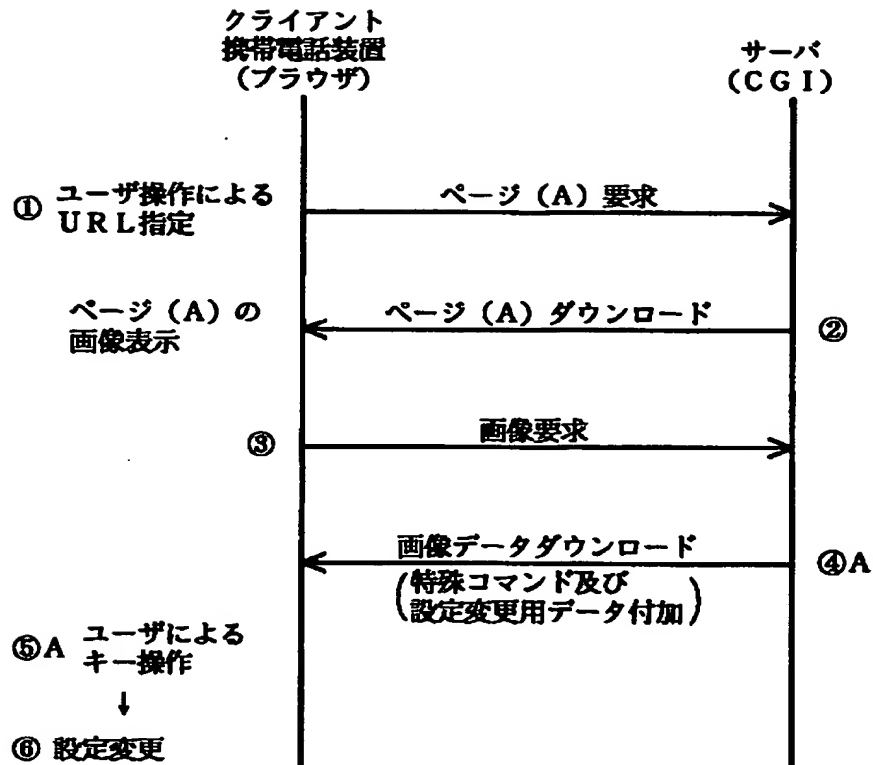 クライアント
携帯電話装置
(ブラウザ)
サーバ
(CGI)
① ユーザ操作による
URL指定
ページ(A)要求
ページ(A)の
画像表示
ページ(A)ダウンロード
②
③
画像要求
画像データダウンロード
(特殊コマンド及び
設定変更用データ付加)
④A
⑤A ユーザによる
キー操作
↓
⑥ 設定変更